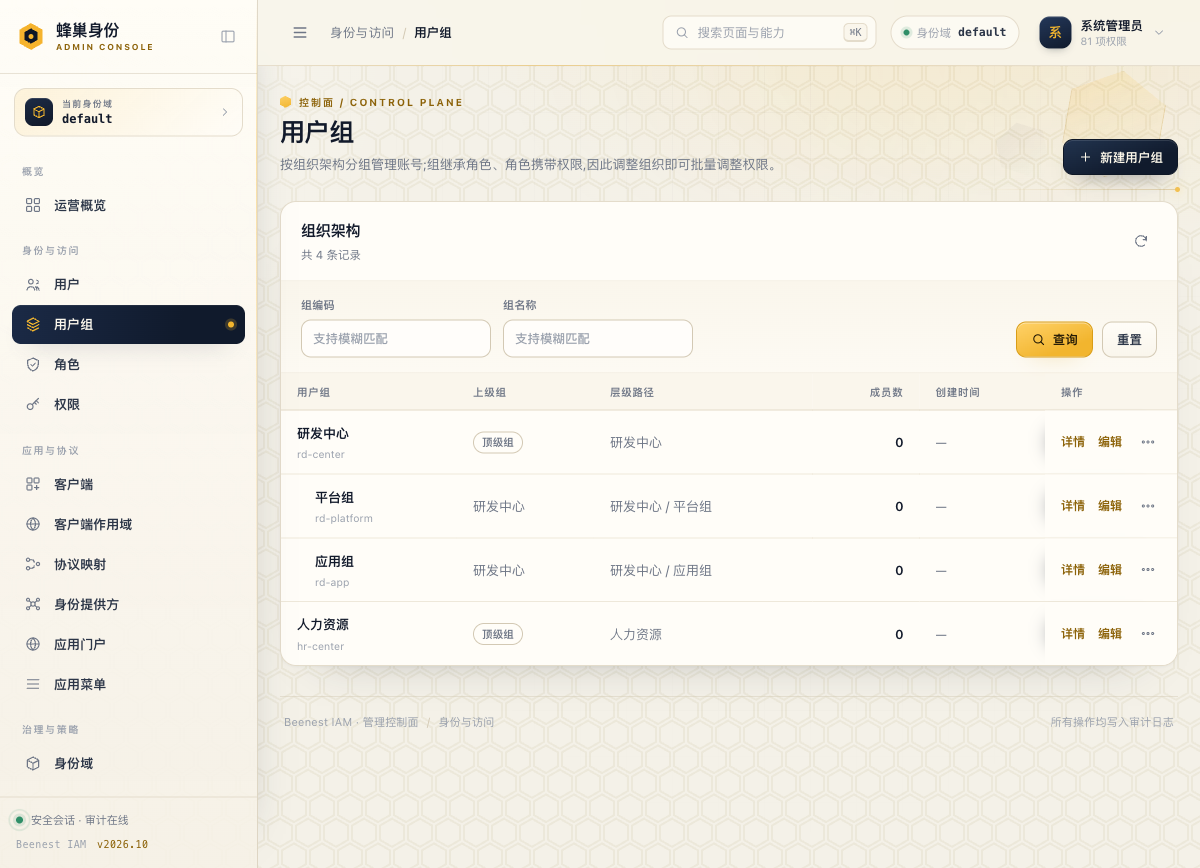 蜂巢身份
ADMIN CONSOLE
当前身份域
default
概览
运营概览
身份与访问
用户
用户组
角色
权限
应用与协议
客户端
客户端作用域
协议映射
身份提供方
应用门户
应用菜单
治理与策略
身份域
安全会话 · 审计在线
Beenest IAM v2026.10
身份与访问 / 用户组
搜索页面与能力 ⌘K
身份域 default
系
系统管理员
81 项权限
控制面 / CONTROL PLANE
用户组
按组织架构分组管理账号;组继承角色、角色携带权限,因此调整组织即可批量调整权限。
新建用户组
组织架构
共 4 条记录
组编码 组名称
支持模糊匹配 支持模糊匹配 查询 重置
用户组 上级组 层级路径 成员数 创建时间 操作
研发中心 顶级组 研发中心 0 — 详情 编辑
rd-center
平台组 研发中心 研发中心 / 平台组 0 — 详情 编辑
rd-platform
应用组 研发中心 研发中心 / 应用组 0 — 详情 编辑
rd-app
人力资源 顶级组 人力资源 0 — 详情 编辑
hr-center
Beenest IAM · 管理控制面 / 身份与访问
所有操作均写入审计日志